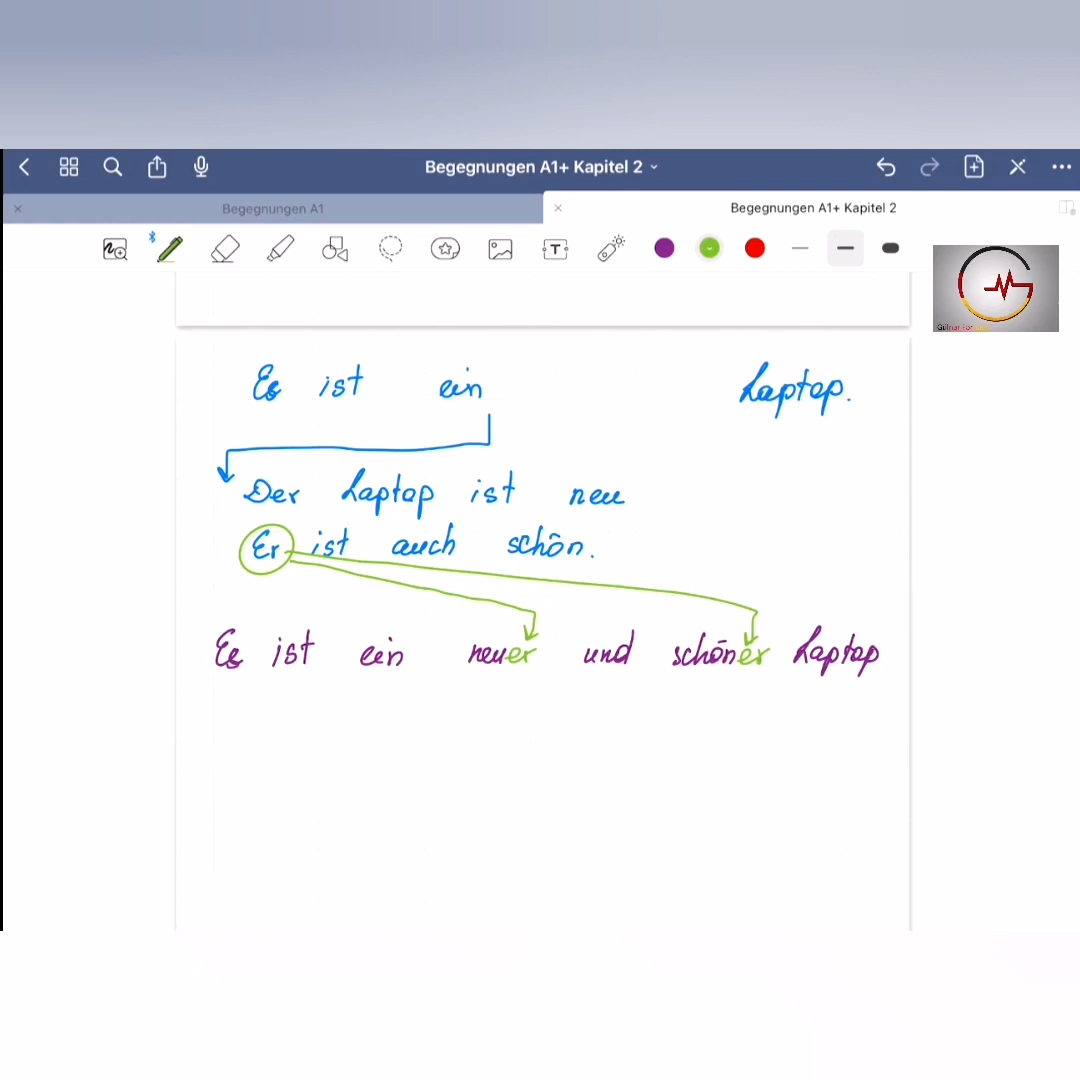 Begegnungen A1+ Kapitel 2
Begegnungen A1
Begegnungen A1+ Kapitel 2
T
Es ist ein Laptop.
Der Laptop ist neu
Er ist auch schön.
Es ist ein neuer und schöner Laptop